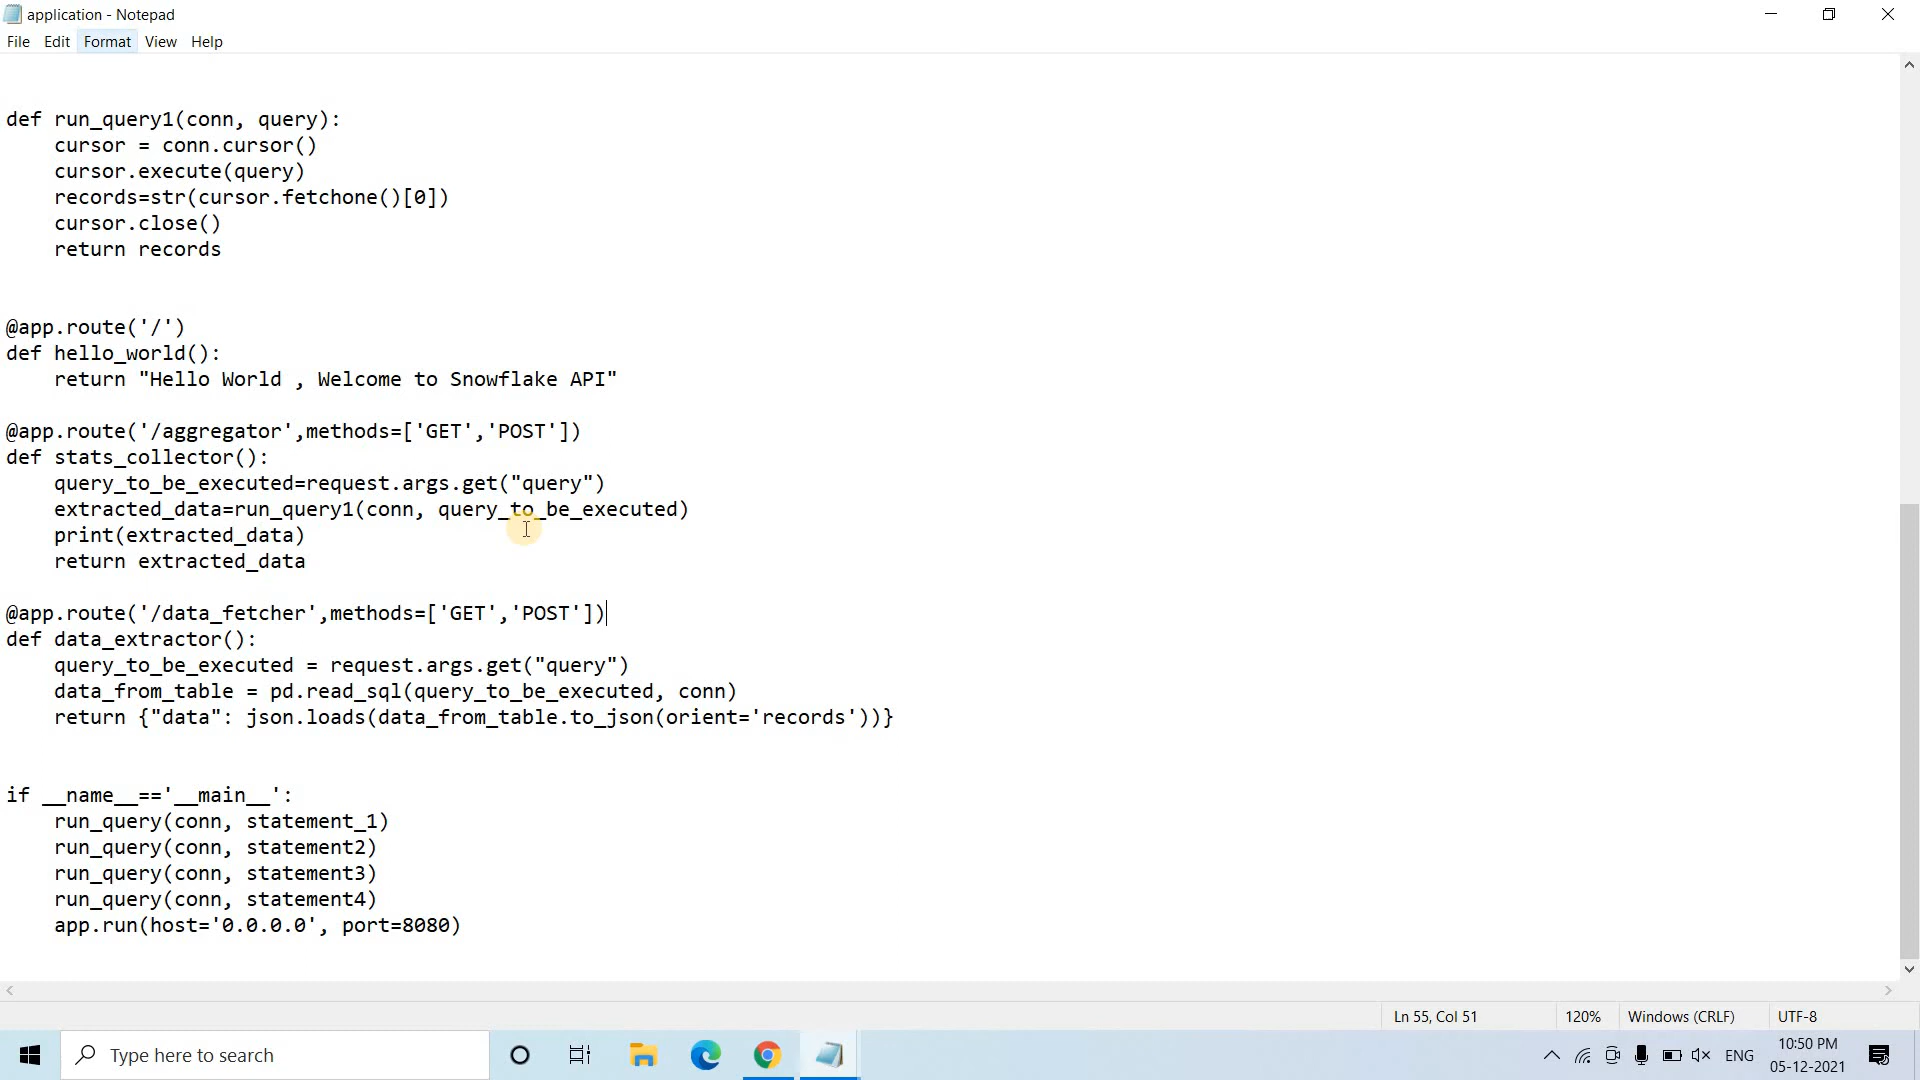 application - Notepad
File Edit Format View Help
def run_query1(conn, query):
    cursor = conn.cursor()
    cursor.execute(query)
    records=str(cursor.fetchone()[0])
    cursor.close()
    return records
@app.route('/')
def hello_world():
    return "Hello World , Welcome to Snowflake API"
@app.route('/aggregator',methods=['GET','POST'])
def stats_collector():
    query_to_be_executed=request.args.get("query")
    extracted_data=run_query1(conn, query_to_be_executed)
    print(extracted_data)
    return extracted_data
@app.route('/data_fetcher',methods=['GET','POST'])
def data_extractor():
    query_to_be_executed = request.args.get("query")
    data_from_table = pd.read_sql(query_to_be_executed, conn)
    return {"data": json.loads(data_from_table.to_json(orient='records'))}
if __name__=='__main__':
    run_query(conn, statement_1)
    run_query(conn, statement2)
    run_query(conn, statement3)
    run_query(conn, statement4)
    app.run(host='0.0.0.0', port=8080)
Ln 55, Col 51 120% Windows (CRLF) UTF-8
Type here to search ENG 10:50 PM
05-12-2021